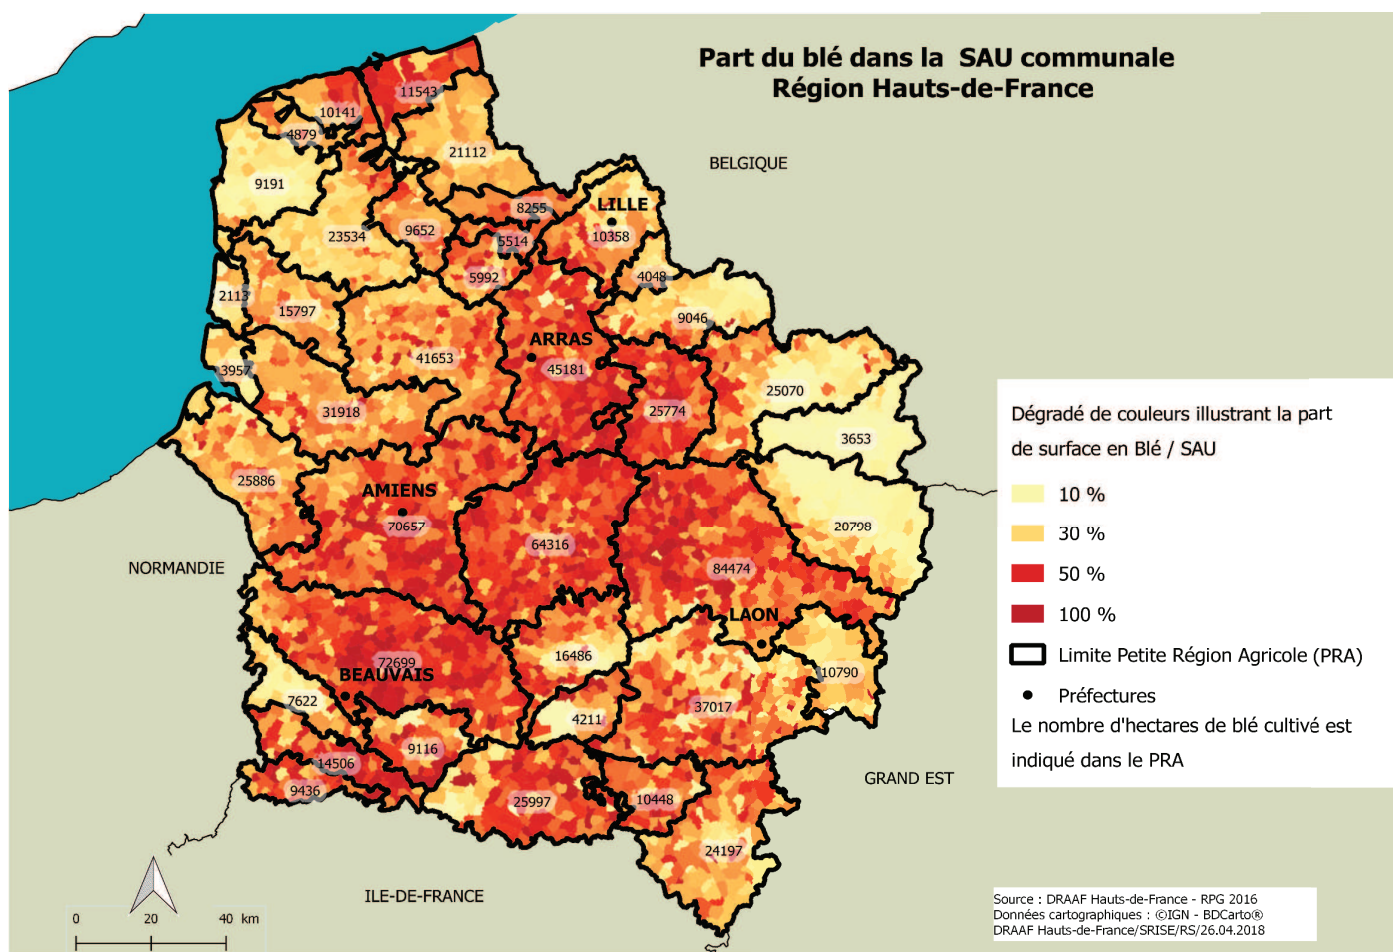 Part du blé dans la SAU communale
Région Hauts-de-France
11543
10141
4879
21112
BELGIQUE
9191
8255
LILLE
9652
23534
5514
10358
5992
4048
2113
15797
9046
ARRAS
41653
3957
45181
25070
31918
25774
3653
25886
AMIENS
70657
20798
64316
NORMANDIE
84474
LAON
72699
16486
BEAUVAIS
10790
7622
37017
4211
9116
14506
GRAND EST
9436
25997
10448
24197
ILE-DE-FRANCE
Dégradé de couleurs illustrant la part
de surface en Blé / SAU
10 %
30 %
50 %
100 %
Limite Petite Région Agricole (PRA)
Préfectures
Le nombre d'hectares de blé cultivé est
indiqué dans le PRA
0 20 40 km
Source : DRAAF Hauts-de-France - RPG 2016
Données cartographiques : ©IGN - BDCarto®
DRAAF Hauts-de-France/SRISE/RS/26.04.2018